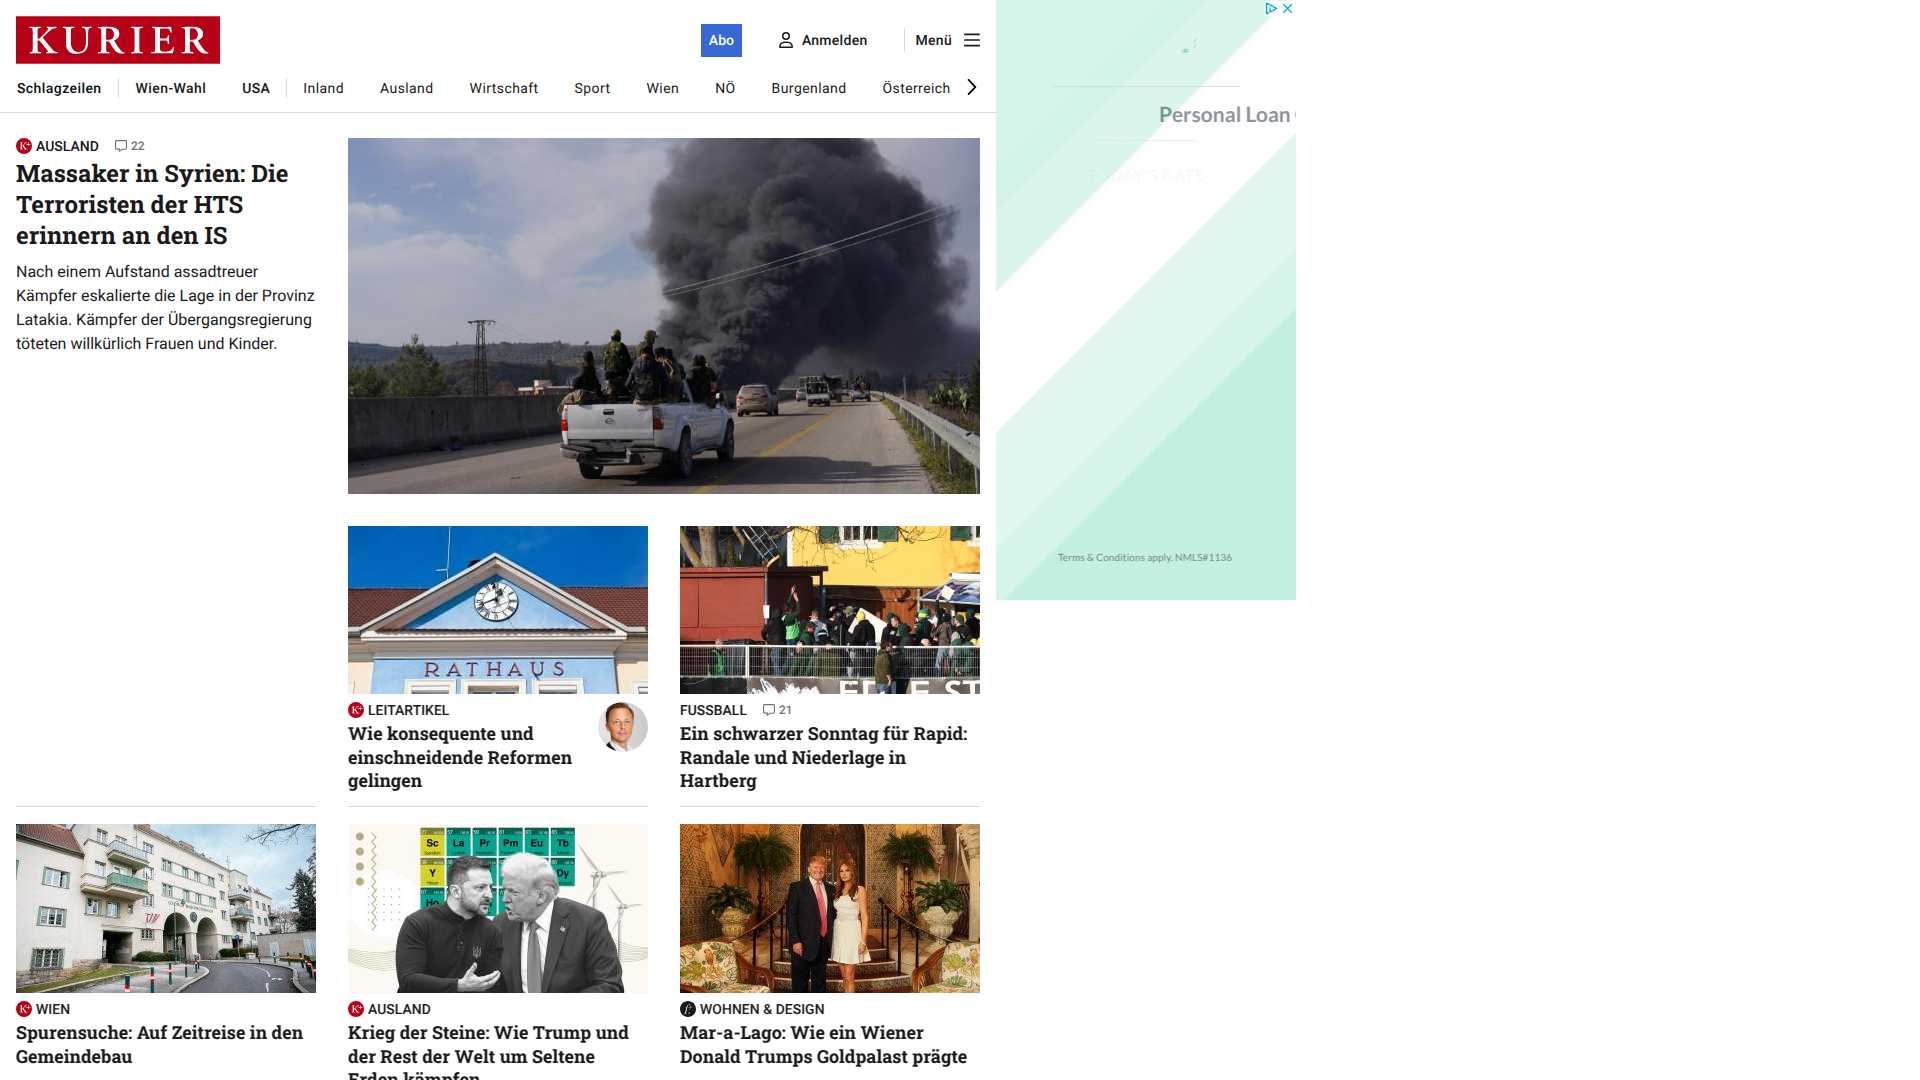 KURIER
Abo
Anmelden
Menü
Schlagzeilen
Wien-Wahl
USA
Inland
Ausland
Wirtschaft
Sport
Wien
NÖ
Burgenland
Österreich
Personal Loan
TODAY'S RATE
Terms & Conditions apply. NMLS#1136
K+ AUSLAND 22
Massaker in Syrien: Die
Terroristen der HTS
erinnern an den IS
Nach einem Aufstand assadtreuer
Kämpfer eskalierte die Lage in der Provinz
Latakia. Kämpfer der Übergangsregierung
töteten willkürlich Frauen und Kinder.
RATHAUS
K+ LEITARTIKEL
Wie konsequente und
einschneidende Reformen
gelingen
FUSSBALL 21
Ein schwarzer Sonntag für Rapid:
Randale und Niederlage in
Hartberg
K+ WIEN
Spurensuche: Auf Zeitreise in den
Gemeindebau
Sc La Pr Pm Eu Tb
Y Dy
Ho
K+ AUSLAND
Krieg der Steine: Wie Trump und
der Rest der Welt um Seltene
Erden kämpfen
WOHNEN & DESIGN
Mar-a-Lago: Wie ein Wiener
Donald Trumps Goldpalast prägte